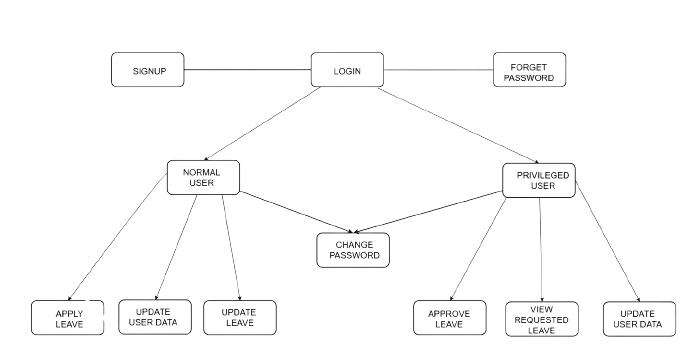 SIGNUP
LOGIN
FORGET
PASSWORD
NORMAL
USER
PRIVILEGED
USER
CHANGE
PASSWORD
APPLY
LEAVE
UPDATE
USER DATA
UPDATE
LEAVE
APPROVE
LEAVE
VIEW
REQUESTED
LEAVE
UPDATE
USER DATA